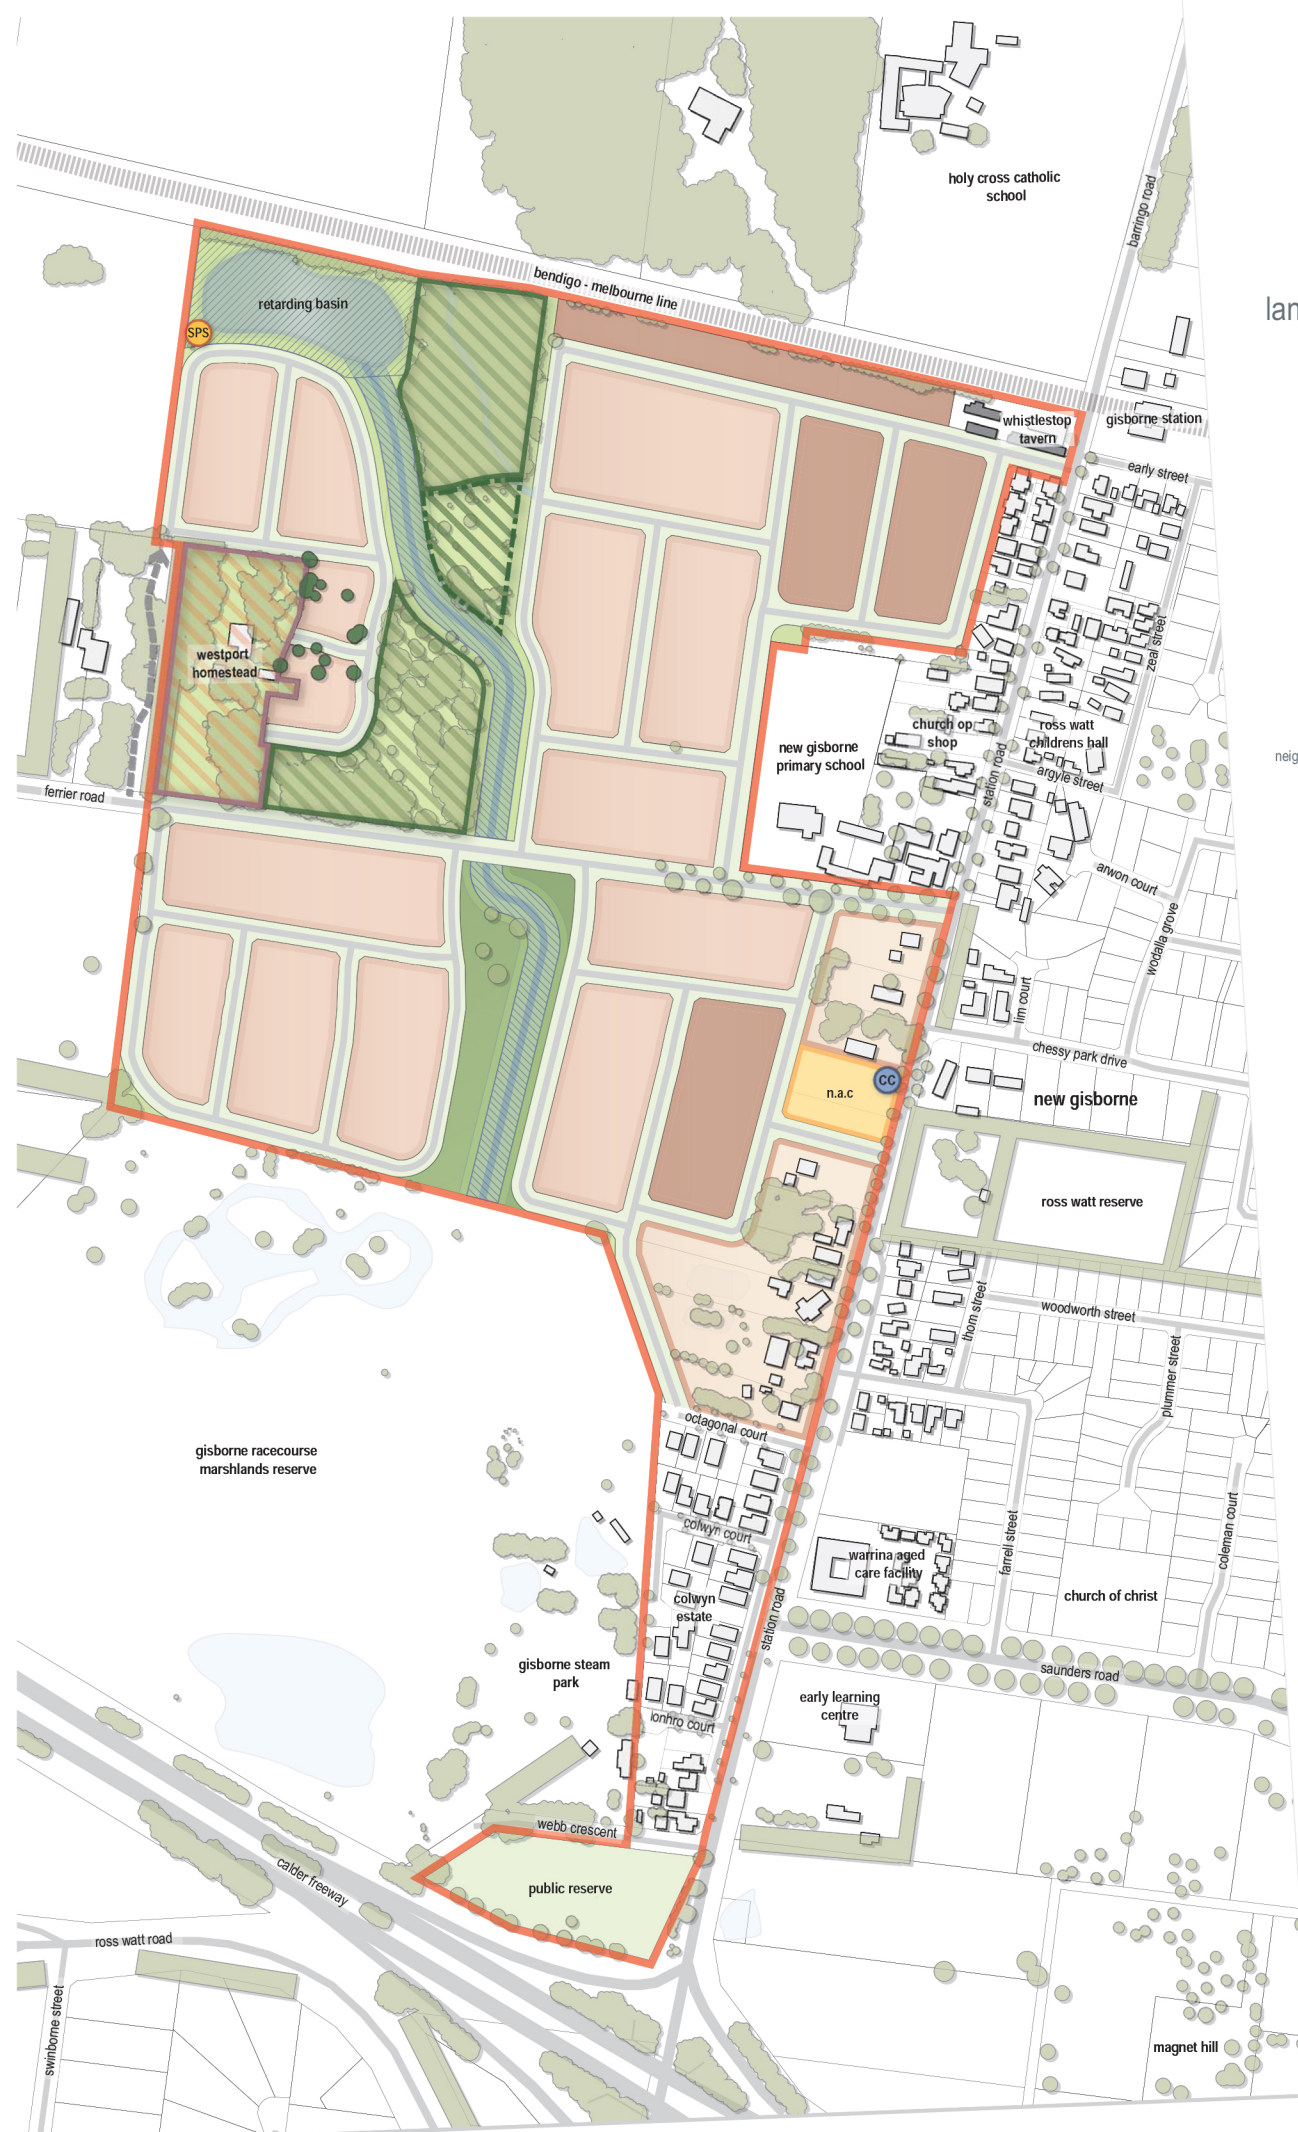 holy cross catholic
school
barringo road
bendigo - melbourne line
retarding basin
lan
SPS
whistlestop
tavern
gisborne station
early street
zeal street
westport
homestead
church op
shop
ross watt
childrens hall
new gisborne
primary school
station road
argyle street
neig
ferrier road
arwon court
wodalla grove
lim court
chessy park drive
n.a.c
CC
new gisborne
ross watt reserve
thom street
woodworth street
plummer street
octagonal court
gisborne racecourse
marshlands reserve
colwyn court
farrell street
coleman court
warrina aged
care facility
church of christ
colwyn
estate
station road
gisborne steam
park
saunders road
early learning
centre
lonhro court
webb crescent
calder freeway
public reserve
ross watt road
swinborne street
magnet hill